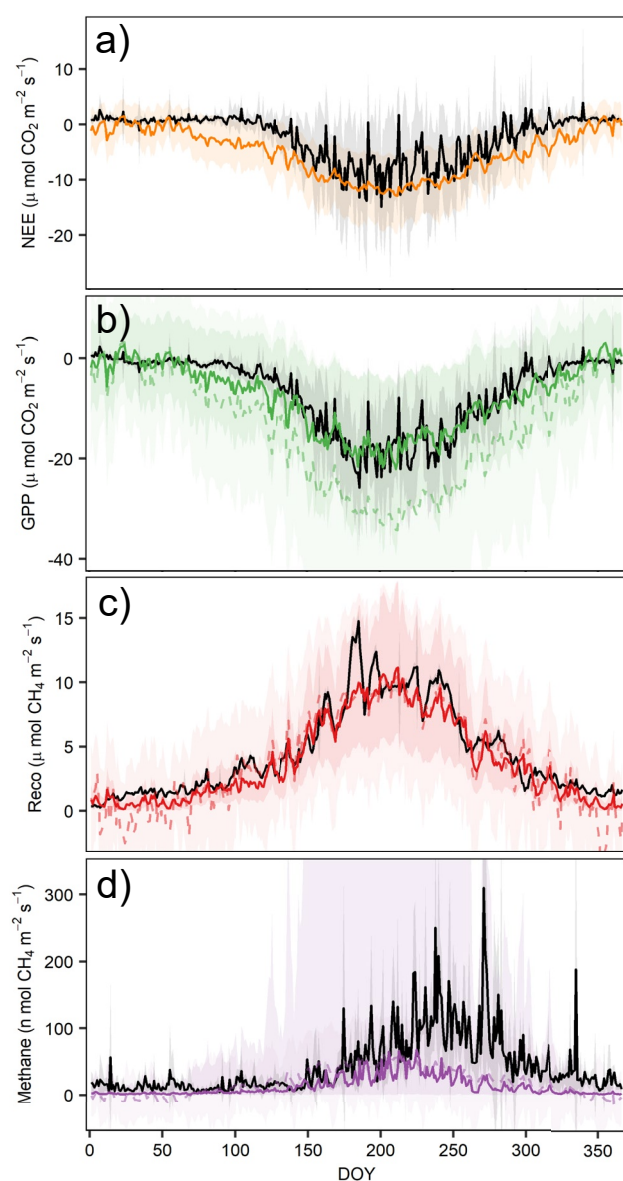 a)
10
0
-10
-20
NEE (μ mol CO₂ m⁻² s⁻¹)
b)
0
-20
-40
GPP (μ mol CO₂ m⁻² s⁻¹)
c)
15
10
5
0
Reco (μ mol CH₄ m⁻² s⁻¹)
d)
300
200
100
0
Methane (n mol CH₄ m⁻² s⁻¹)
0 50 100 150 200 250 300 350
DOY